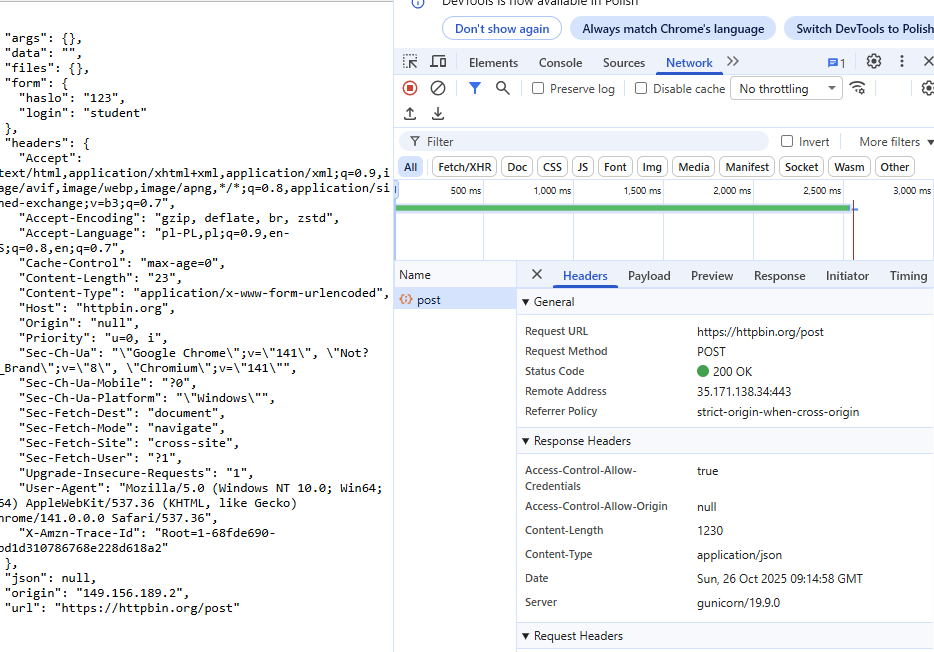 "args": {},
"data": "",
"files": {},
"form": {
"haslo": "123",
"login": "student"
},
"headers": {
"Accept":
text/html,application/xhtml+xml,application/xml;q=0.9,i
age/avif,image/webp,image/apng,*/*;q=0.8,application/si
ned-exchange;v=b3;q=0.7",
"Accept-Encoding": "gzip, deflate, br, zstd",
"Accept-Language": "pl-PL,pl;q=0.9,en-
S;q=0.8,en;q=0.7",
"Cache-Control": "max-age=0",
"Content-Length": "23",
"Content-Type": "application/x-www-form-urlencoded",
"Host": "httpbin.org",
"Origin": "null",
"Priority": "u=0, i",
"Sec-Ch-Ua": "\"Google Chrome\";v=\"141\", \"Not?
_Brand\";v=\"8\", \"Chromium\";v=\"141\"",
"Sec-Ch-Ua-Mobile": "?0",
"Sec-Ch-Ua-Platform": "\"Windows\"",
"Sec-Fetch-Dest": "document",
"Sec-Fetch-Mode": "navigate",
"Sec-Fetch-Site": "cross-site",
"Sec-Fetch-User": "?1",
"Upgrade-Insecure-Requests": "1",
"User-Agent": "Mozilla/5.0 (Windows NT 10.0; Win64;
64) AppleWebKit/537.36 (KHTML, like Gecko)
hrome/141.0.0.0 Safari/537.36",
"X-Amzn-Trace-Id": "Root=1-68fde690-
bd1d310786768e228d618a2"
},
"json": null,
"origin": "149.156.189.2",
"url": "https://httpbin.org/post"
DevTools is now available in Polish
Don't show again
Always match Chrome's language
Switch DevTools to Polish
Elements
Console
Sources
Network
1
Preserve log
Disable cache
No throttling
Filter
Invert
More filters
All
Fetch/XHR
Doc
CSS
JS
Font
Img
Media
Manifest
Socket
Wasm
Other
500 ms
1,000 ms
1,500 ms
2,000 ms
2,500 ms
3,000 ms
Name
post
Headers
Payload
Preview
Response
Initiator
Timing
General
Request URL
https://httpbin.org/post
Request Method
POST
Status Code
200 OK
Remote Address
35.171.138.34:443
Referrer Policy
strict-origin-when-cross-origin
Response Headers
Access-Control-Allow-
Credentials
true
Access-Control-Allow-Origin
null
Content-Length
1230
Content-Type
application/json
Date
Sun, 26 Oct 2025 09:14:58 GMT
Server
gunicorn/19.9.0
Request Headers